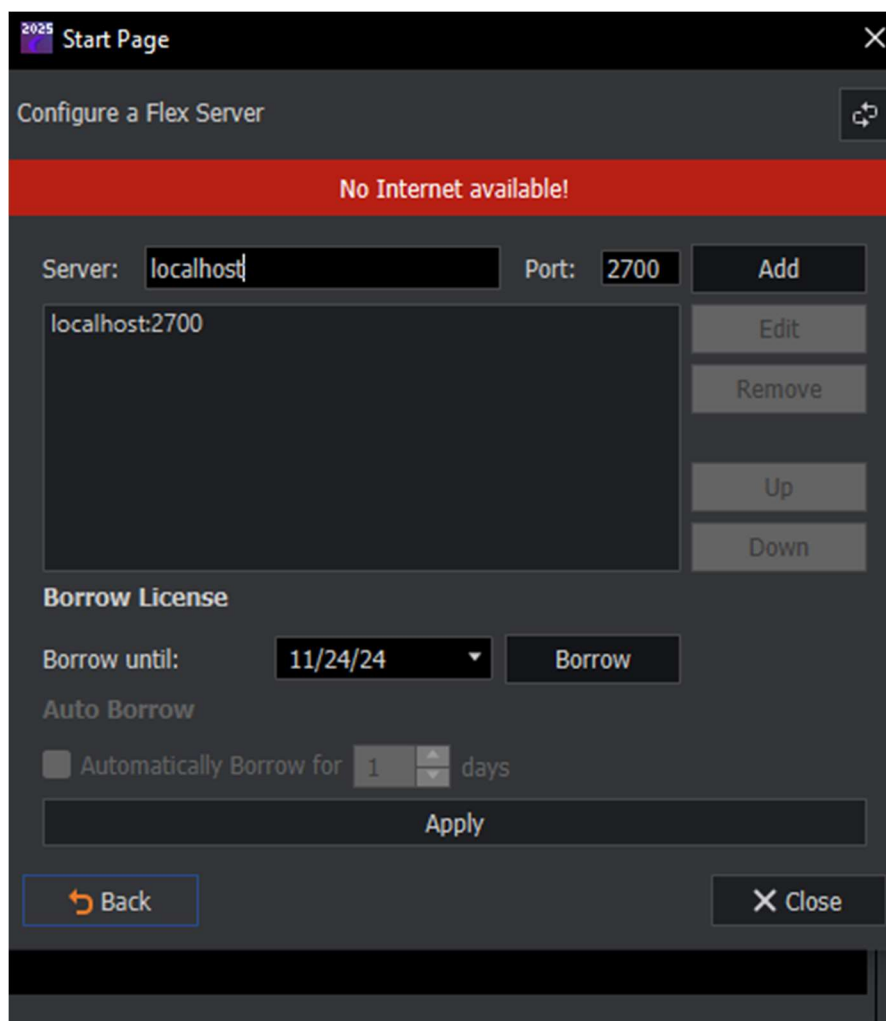 2025 Start Page
Configure a Flex Server
No Internet available!
Server: localhost Port: 2700 Add
localhost:2700
Edit
Remove
Up
Down
Borrow License
Borrow until: 11/24/24 Borrow
Auto Borrow
Automatically Borrow for 1 days
Apply
Back Close